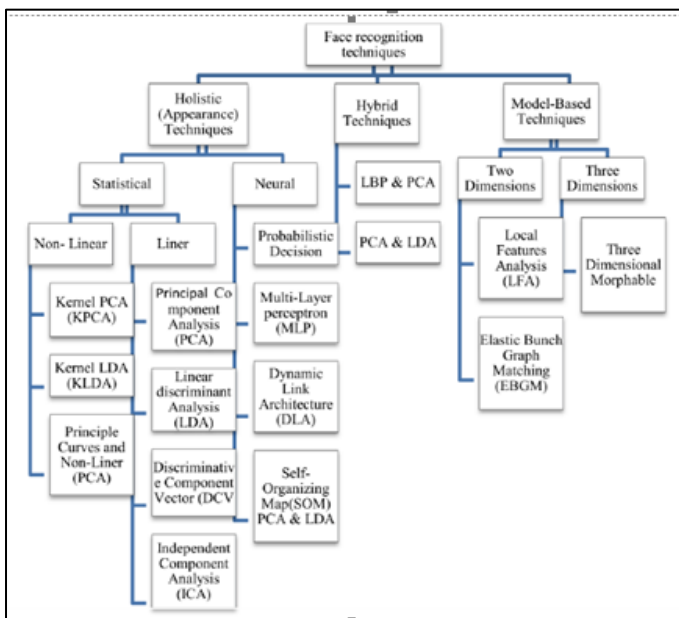 Face recognition
techniques
Holistic
(Appearance)
Techniques
Hybrid
Techniques
Model-Based
Techniques
Statistical
Neural
LBP & PCA
Two
Dimensions
Three
Dimensions
Non- Linear
Liner
Probabilistic
Decision
PCA & LDA
Local
Features
Analysis
(LFA)
Three
Dimensional
Morphable
Kernel PCA
(KPCA)
Principal Co
mponent
Analysis
(PCA)
Multi-Layer
perceptron
(MLP)
Elastic Bunch
Graph
Matching
(EBGM)
Kernel LDA
(KLDA)
Linear
discriminant
Analysis
(LDA)
Dynamic
Link
Architecture
(DLA)
Principle
Curves and
Non-Liner
(PCA)
Discriminativ
e Component
Vector (DCV
Self-
Organizing
Map(SOM)
PCA & LDA
Independent
Component
Analysis
(ICA)